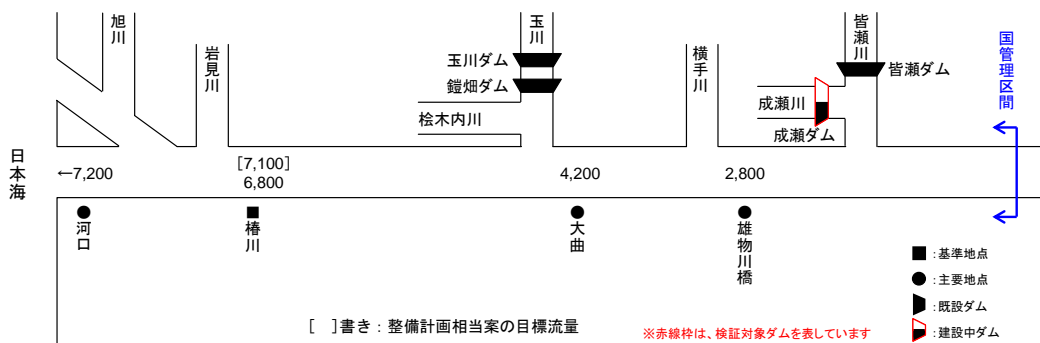 旭川
岩見川
玉川
玉川ダム
鎧畑ダム
桧木内川
横手川
皆瀬川
皆瀬ダム
成瀬川
成瀬ダム
国管理区間
日本海
←7,200
[7,100]
6,800
4,200
2,800
河口
椿川
大曲
雄物川橋
■ : 基準地点
● : 主要地点
: 既設ダム
: 建設中ダム
[ ]書き : 整備計画相当案の目標流量
※赤線枠は、検証対象ダムを表しています